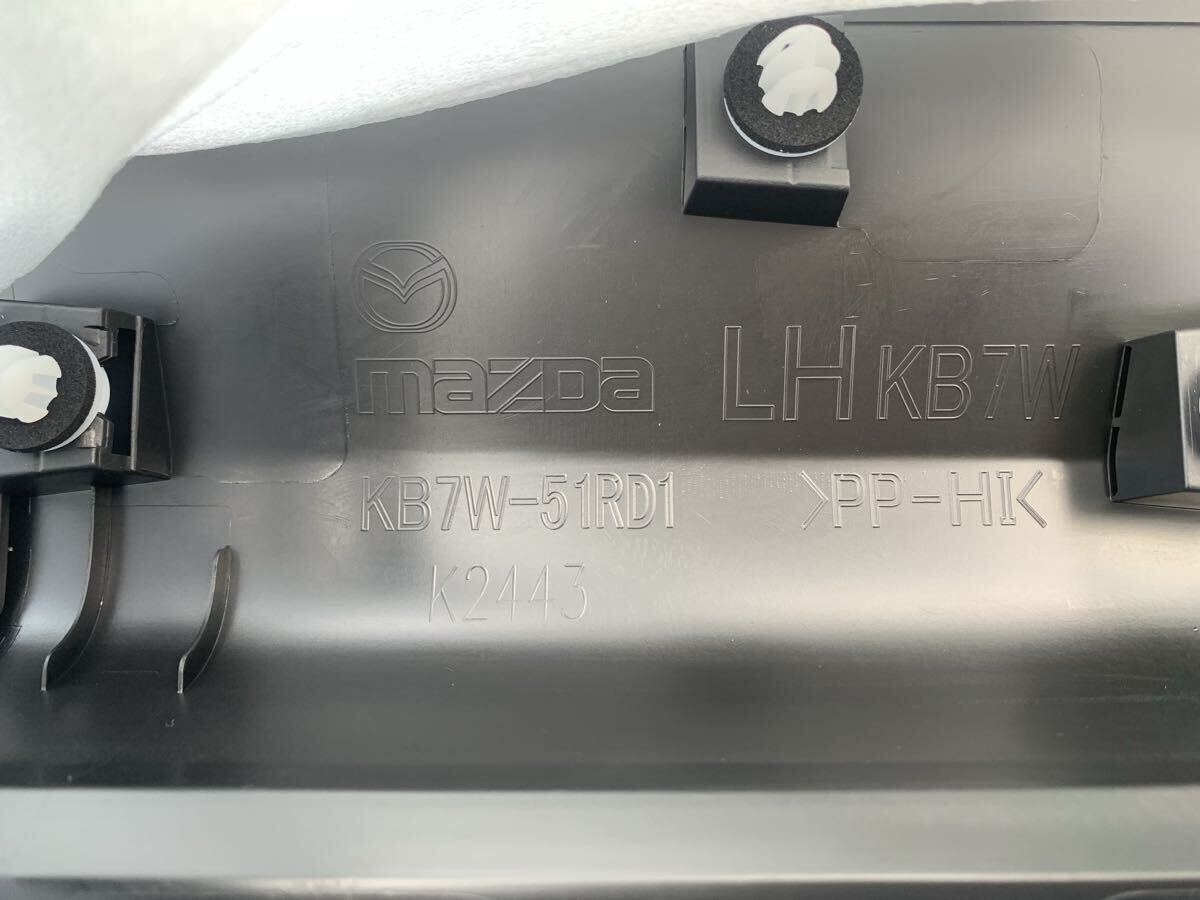 mazda
LH KB7W
KB7W-51RD1
>PP-HI<
K2443